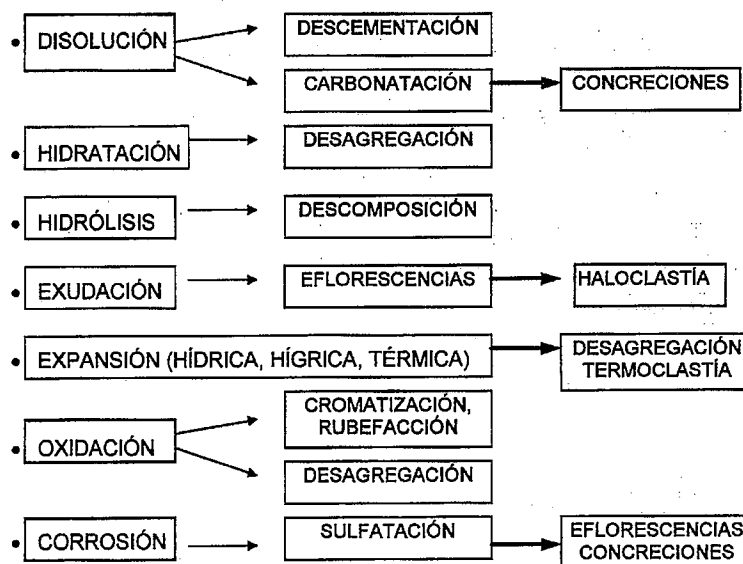 • DISOLUCIÓN
DESCEMENTACIÓN
CARBONATACIÓN
CONCRECIONES
• HIDRATACIÓN
DESAGREGACIÓN
• HIDRÓLISIS
DESCOMPOSICIÓN
• EXUDACIÓN
EFLORESCENCIAS
HALOCLASTÍA
• EXPANSIÓN (HÍDRICA, HÍGRICA, TÉRMICA)
DESAGREGACIÓN
TERMOCLASTÍA
• OXIDACIÓN
CROMATIZACIÓN,
RUBEFACCIÓN
DESAGREGACIÓN
• CORROSIÓN
SULFATACIÓN
EFLORESCENCIAS
CONCRECIONES